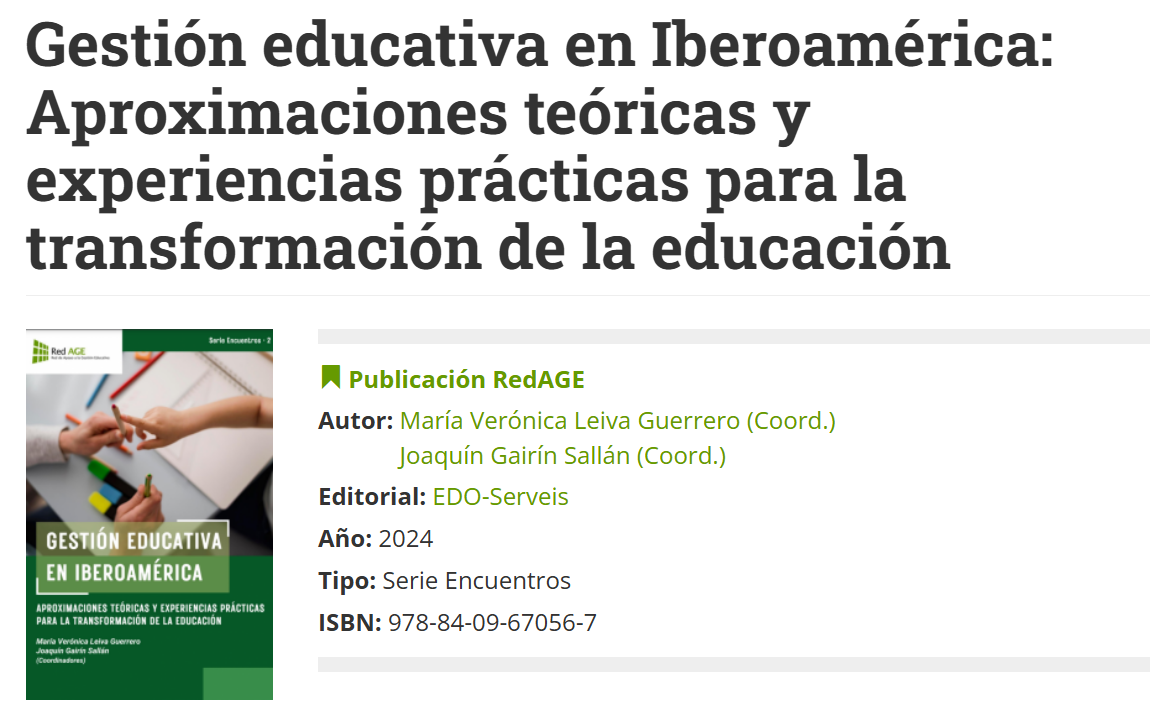 Gestión educativa en Iberoamérica:
Aproximaciones teóricas y
experiencias prácticas para la
transformación de la educación
Red AGE
Red de Apoyo a la Gestión Educativa
Serie Encuentros - 2
GESTIÓN EDUCATIVA
EN IBEROAMÉRICA
APROXIMACIONES TEÓRICAS Y EXPERIENCIAS PRÁCTICAS
PARA LA TRANSFORMACIÓN DE LA EDUCACIÓN
María Verónica Leiva Guerrero
Joaquín Gairín Sallán
(Coordinadores)
Publicación RedAGE
Autor: María Verónica Leiva Guerrero (Coord.)
Joaquín Gairín Sallán (Coord.)
Editorial: EDO-Serveis
Año: 2024
Tipo: Serie Encuentros
ISBN: 978-84-09-67056-7